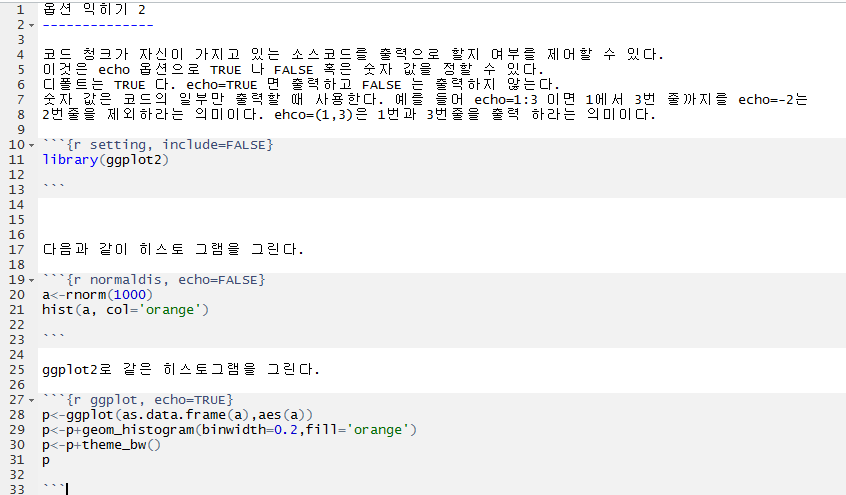 1 옵션 익히기 2
2 --------------
3
4 코드 청크가 자신이 가지고 있는 소스코드를 출력으로 할지 여부를 제어할 수 있다.
5 이것은 echo 옵션으로 TRUE 나 FALSE 혹은 숫자 값을 정할 수 있다.
6 디폴트는 TRUE 다. echo=TRUE 면 출력하고 FALSE 는 출력하지 않는다.
7 숫자 값은 코드의 일부만 출력할 때 사용한다. 예를 들어 echo=1:3 이면 1에서 3번 줄까지를 echo=-2는
8 2번줄을 제외하라는 의미이다. ehco=(1,3)은 1번과 3번줄을 출력 하라는 의미이다.
9
10 ```{r setting, include=FALSE}
11 library(ggplot2)
12
13 ```
14
15
16
17 다음과 같이 히스토 그램을 그린다.
18
19 ```{r normaldis, echo=FALSE}
20 a<-rnorm(1000)
21 hist(a, col='orange')
22
23 ```
24
25 ggplot2로 같은 히스토그램을 그린다.
26
27 ```{r ggplot, echo=TRUE}
28 p<-ggplot(as.data.frame(a),aes(a))
29 p<-p+geom_histogram(binwidth=0.2,fill='orange')
30 p<-p+theme_bw()
31 p
32
33 ```